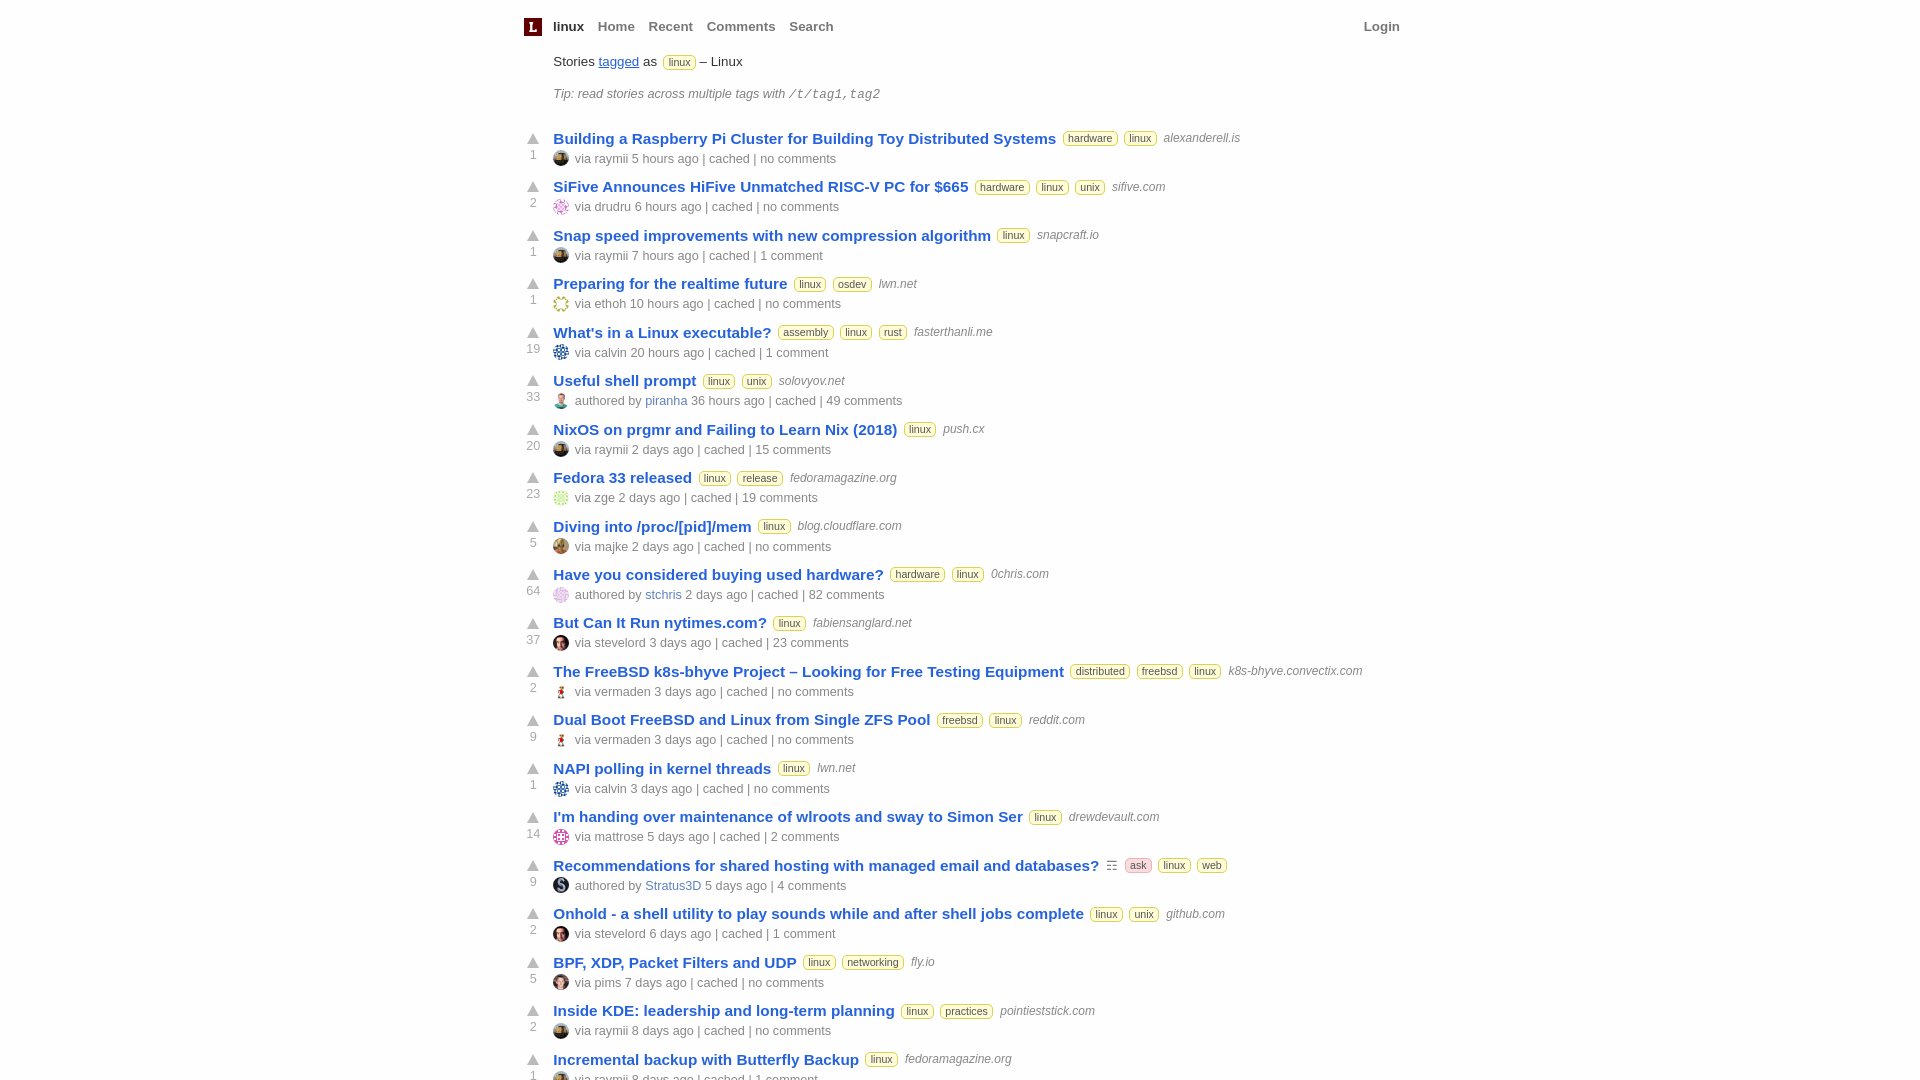 L linux Home Recent Comments Search Login
Stories tagged as linux – Linux
Tip: read stories across multiple tags with /t/tag1,tag2
Building a Raspberry Pi Cluster for Building Toy Distributed Systems hardware linux alexanderell.is
1 via raymii 5 hours ago | cached | no comments
SiFive Announces HiFive Unmatched RISC-V PC for $665 hardware linux unix sifive.com
2 via drudru 6 hours ago | cached | no comments
Snap speed improvements with new compression algorithm linux snapcraft.io
1 via raymii 7 hours ago | cached | 1 comment
Preparing for the realtime future linux osdev lwn.net
1 via ethoh 10 hours ago | cached | no comments
What's in a Linux executable? assembly linux rust fasterthanli.me
19 via calvin 20 hours ago | cached | 1 comment
Useful shell prompt linux unix solovyov.net
33 authored by piranha 36 hours ago | cached | 49 comments
NixOS on prgmr and Failing to Learn Nix (2018) linux push.cx
20 via raymii 2 days ago | cached | 15 comments
Fedora 33 released linux release fedoramagazine.org
23 via zge 2 days ago | cached | 19 comments
Diving into /proc/[pid]/mem linux blog.cloudflare.com
5 via majke 2 days ago | cached | no comments
Have you considered buying used hardware? hardware linux 0chris.com
64 authored by stchris 2 days ago | cached | 82 comments
But Can It Run nytimes.com? linux fabiensanglard.net
37 via stevelord 3 days ago | cached | 23 comments
The FreeBSD k8s-bhyve Project – Looking for Free Testing Equipment distributed freebsd linux k8s-bhyve.convectix.com
2 via vermaden 3 days ago | cached | no comments
Dual Boot FreeBSD and Linux from Single ZFS Pool freebsd linux reddit.com
9 via vermaden 3 days ago | cached | no comments
NAPI polling in kernel threads linux lwn.net
1 via calvin 3 days ago | cached | no comments
I'm handing over maintenance of wlroots and sway to Simon Ser linux drewdevault.com
14 via mattrose 5 days ago | cached | 2 comments
Recommendations for shared hosting with managed email and databases? ☶ ask linux web
9 authored by Stratus3D 5 days ago | 4 comments
Onhold - a shell utility to play sounds while and after shell jobs complete linux unix github.com
2 via stevelord 6 days ago | cached | 1 comment
BPF, XDP, Packet Filters and UDP linux networking fly.io
5 via pims 7 days ago | cached | no comments
Inside KDE: leadership and long-term planning linux practices pointieststick.com
2 via raymii 8 days ago | cached | no comments
Incremental backup with Butterfly Backup linux fedoramagazine.org
1 via raymii 8 days ago | cached | 1 comment